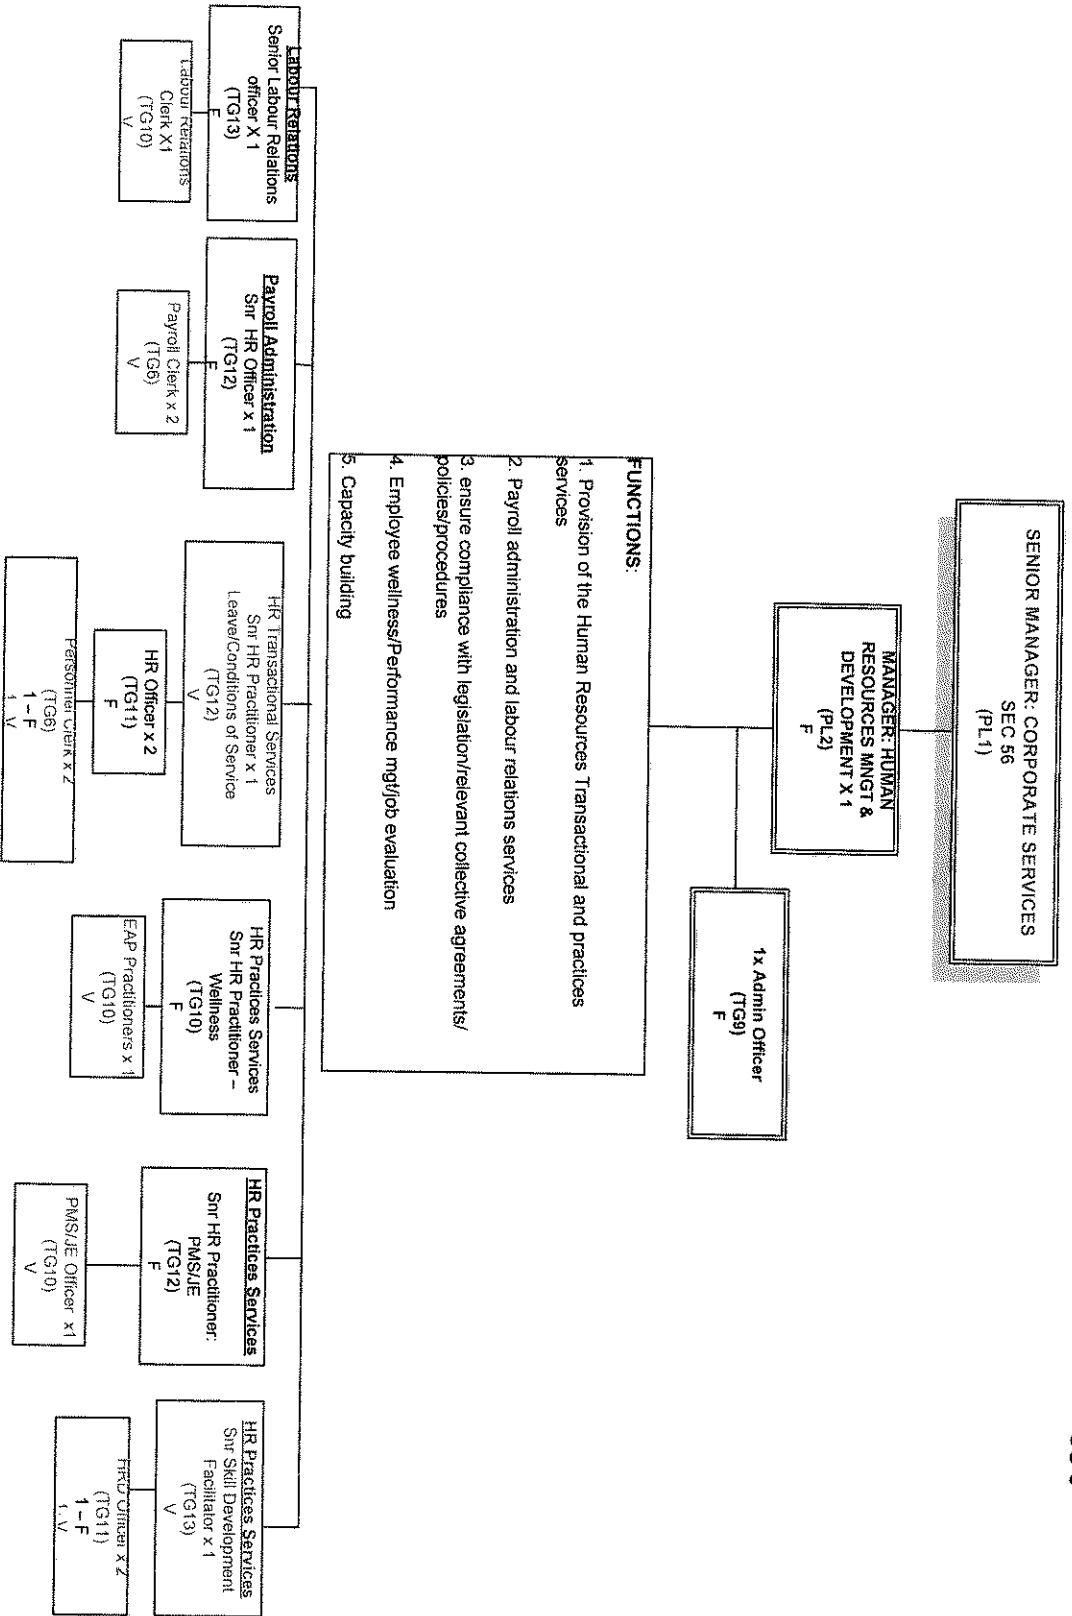 SENIOR MANAGER: CORPORATE SERVICES
SEC 56
(PL1)
MANAGER: HUMAN
RESOURCES MNGT &
DEVELOPMENT X 1
(PL2)
F
1x Admin Officer
(TG9)
F
FUNCTIONS:
1. Provision of the Human Resources Transactional and practices
services
2. Payroll administration and labour relations services
3. ensure compliance with legislation/relevant collective agreements/
policies/procedures
4. Employee wellness/Performance mgt/job evaluation
5. Capacity building
Labour Relations
Senior Labour Relations
officer X 1
(TG13)
F
Labour Relations
Clerk X1
(TG10)
V
Payroll Administration
Snr HR Officer x 1
(TG12)
F
Payroll Clerk x 2
(TG6)
V
HR Transactional Services
Snr HR Practitioner x 1
Leave/Conditions of Service
(TG12)
V
HR Officer x 2
(TG11)
F
Personnel Clerk x 2
(TG6)
1 – F
1. V
HR Practices Services
Snr HR Practitioner –
Wellness
(TG10)
F
EAP Practitioners x 1
(TG10)
V
HR Practices Services
Snr HR Practitioner:
PMS/JE
(TG12)
F
PMS/JE Officer x1
(TG10)
V
HR Practices Services
Snr Skill Development
Facilitator x 1
(TG13)
V
HRD Officer x 2
(TG11)
1 – F
1. V